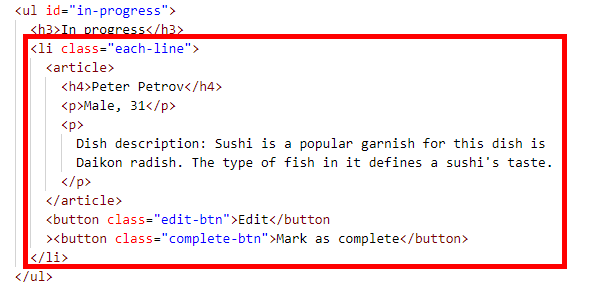 <ul id="in-progress">
<h3>In progress</h3>
<li class="each-line">
<article>
<h4>Peter Petrov</h4>
<p>Male, 31</p>
<p>
Dish description: Sushi is a popular garnish for this dish is
Daikon radish. The type of fish in it defines a sushi's taste.
</p>
</article>
<button class="edit-btn">Edit</button
><button class="complete-btn">Mark as complete</button>
</li>
</ul>